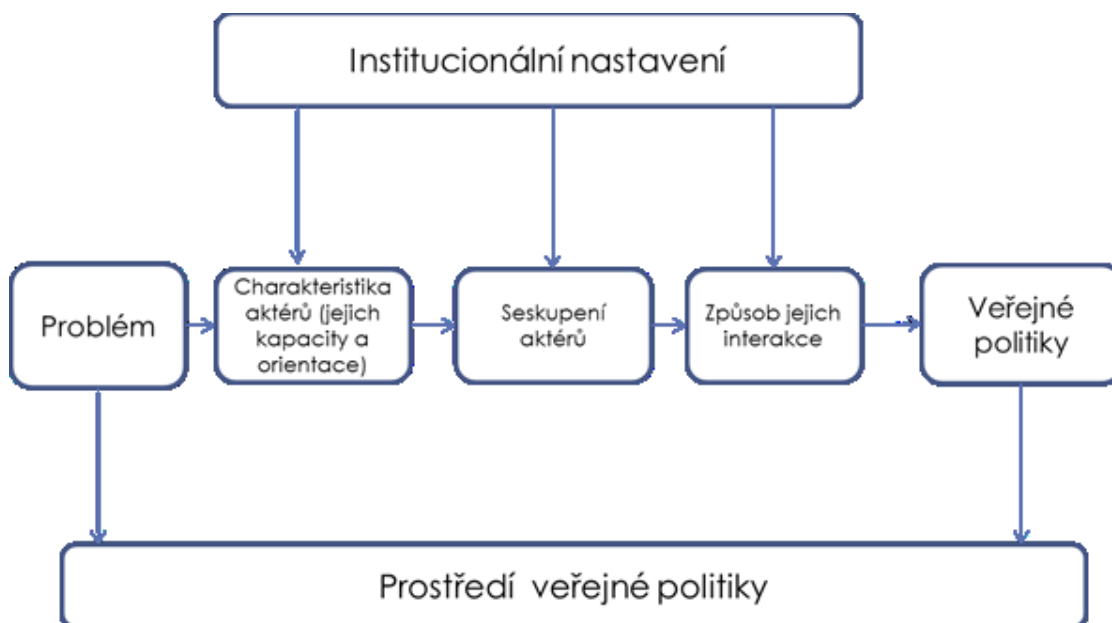 Institucionální nastavení
Problém
Charakteristika
aktérů (jejich
kapacity a
orientace)
Seskupení
aktérů
Způsob jejich
interakce
Veřejné
politiky
Prostředí veřejné politiky